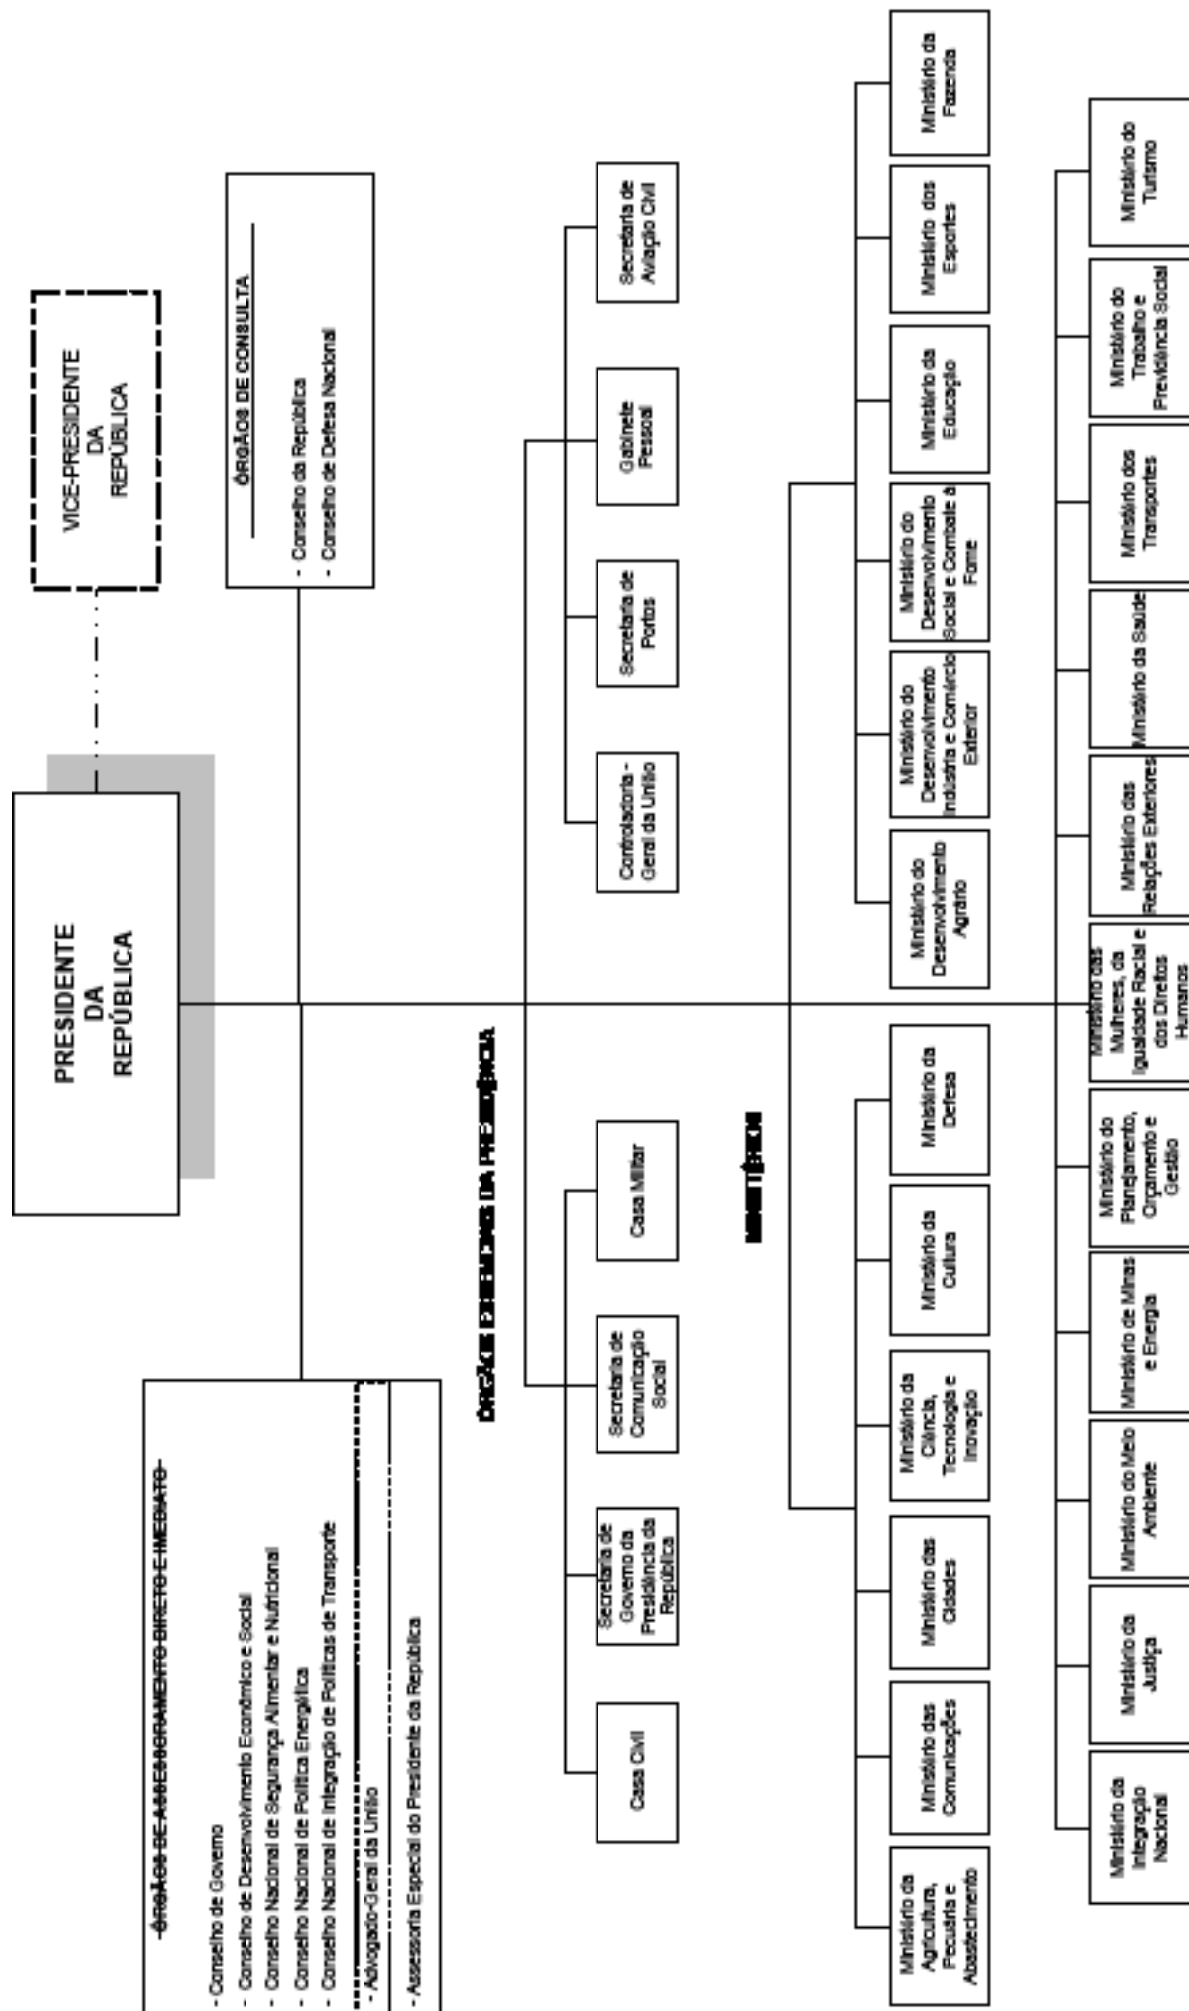 PRESIDENTE
DA
REPÚBLICA
VICE-PRESIDENTE
DA
REPÚBLICA
ÓRGÃOS DE ASSESSORAMENTO DIRETO E IMEDIATO
- Conselho de Governo
- Conselho de Desenvolvimento Econômico e Social
- Conselho Nacional de Segurança Alimentar e Nutricional
- Conselho Nacional de Política Energética
- Conselho Nacional de Integração de Políticas de Transporte
- Advogado-Geral da União
- Assessoria Especial do Presidente da República
ÓRGÃOS DE CONSULTA
- Conselho da República
- Conselho de Defesa Nacional
Casa Civil
Secretaria de
Governo da
Presidência da
República
Secretaria de
Comunicação
Social
Casa Militar
Controladoria -
Geral da União
Secretaria de
Portos
Gabinete
Pessoal
Secretaria de
Aviação Civil
MINISTÉRIOS
Ministério da
Agricultura,
Pecuária e
Abastecimento
Ministério das
Comunicações
Ministério das
Cidades
Ministério da
Ciência,
Tecnologia e
Inovação
Ministério da
Cultura
Ministério da
Defesa
Ministério do
Desenvolvimento
Agrário
Ministério do
Desenvolvimento
Indústria e Comércio
Exterior
Ministério do
Desenvolvimento
Social e Combate à
Fome
Ministério da
Educação
Ministério dos
Esportes
Ministério da
Fazenda
Ministério da
Integração
Nacional
Ministério da
Justiça
Ministério do Meio
Ambiente
Ministério de Minas
e Energia
Ministério do
Planejamento,
Orçamento e
Gestão
Ministério das
Mulheres, da
Igualdade Racial e
dos Direitos
Humanos
Ministério das
Relações Exteriores
Ministério da Saúde
Ministério dos
Transportes
Ministério do
Trabalho e
Previdência Social
Ministério do
Turismo